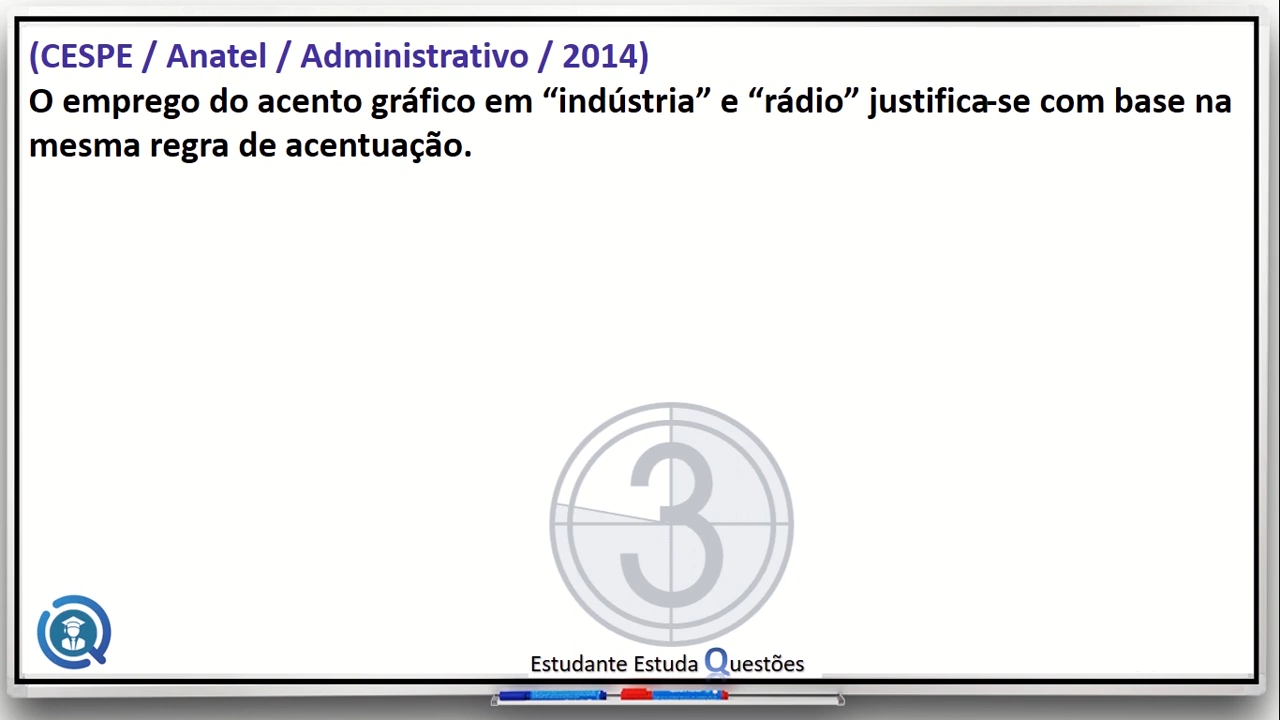 (CESPE / Anatel / Administrativo / 2014)
O emprego do acento gráfico em “indústria” e “rádio” justifica-se com base na
mesma regra de acentuação.
3
Estudante Estuda Questões